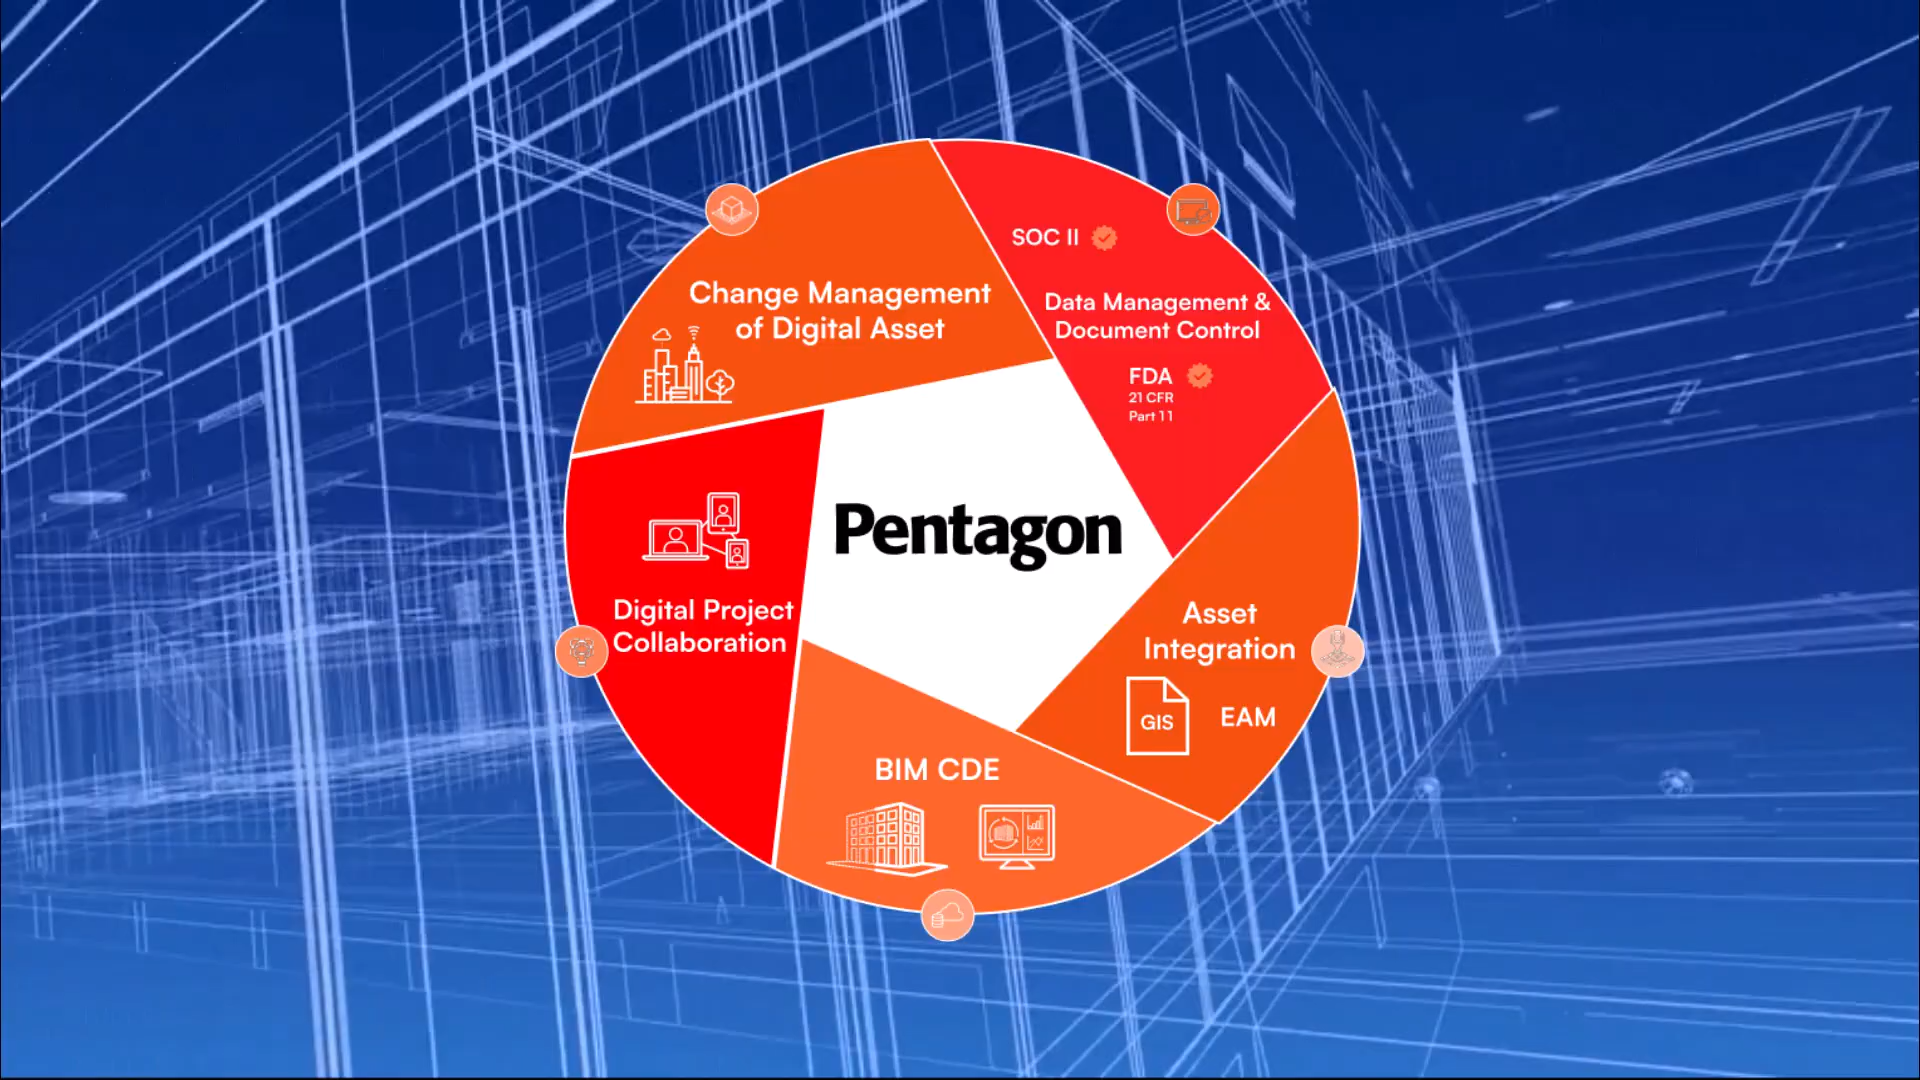 Change Management
of Digital Asset
SOC II
Data Management &
Document Control
FDA
21 CFR
Part 11
Pentagon
Digital Project
Collaboration
Asset
Integration
GIS
EAM
BIM CDE